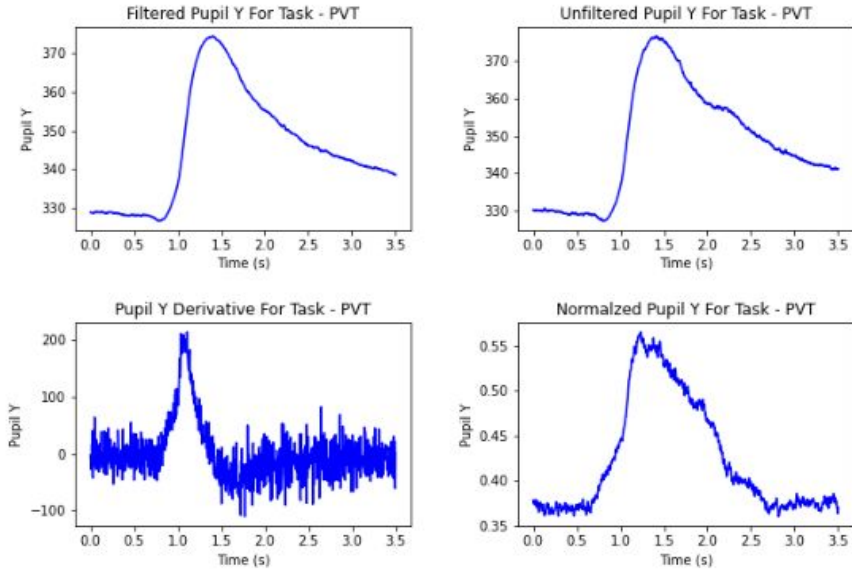 Filtered Pupil Y For Task - PVT
Pupil Y
370
360
350
340
330
0.0 0.5 1.0 1.5 2.0 2.5 3.0 3.5
Time (s)
Unfiltered Pupil Y For Task - PVT
Pupil Y
370
360
350
340
330
0.0 0.5 1.0 1.5 2.0 2.5 3.0 3.5
Time (s)
Pupil Y Derivative For Task - PVT
Pupil Y
200
100
0
−100
0.0 0.5 1.0 1.5 2.0 2.5 3.0 3.5
Time (s)
Normalzed Pupil Y For Task - PVT
Pupil Y
0.55
0.50
0.45
0.40
0.35
0.0 0.5 1.0 1.5 2.0 2.5 3.0 3.5
Time (s)